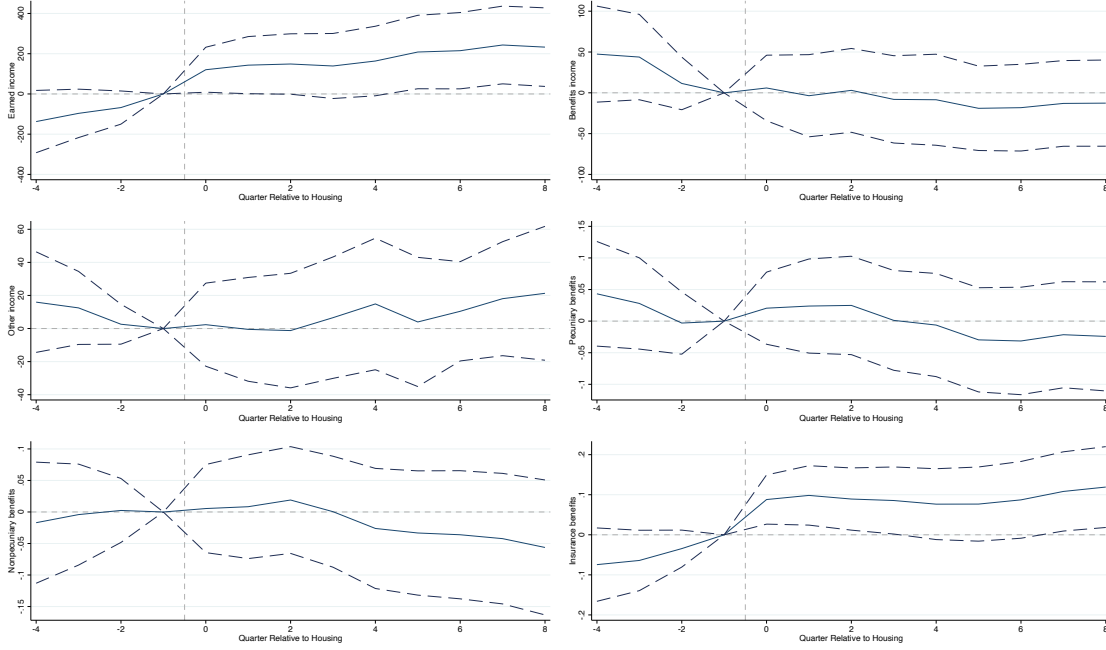 Earned income
400
200
0
-200
-400
-4 -2 0 2 4 6 8
Quarter Relative to Housing
Benefits income
100
50
0
-50
-100
-4 -2 0 2 4 6 8
Quarter Relative to Housing
Other income
60
40
20
0
-20
-40
-4 -2 0 2 4 6 8
Quarter Relative to Housing
Pecuniary benefits
.15
.1
.05
0
-.05
-.1
-4 -2 0 2 4 6 8
Quarter Relative to Housing
Nonpecuniary benefits
.1
.05
0
-.05
-.1
-.15
-4 -2 0 2 4 6 8
Quarter Relative to Housing
Insurance benefits
.2
.1
0
-.1
-.2
-4 -2 0 2 4 6 8
Quarter Relative to Housing